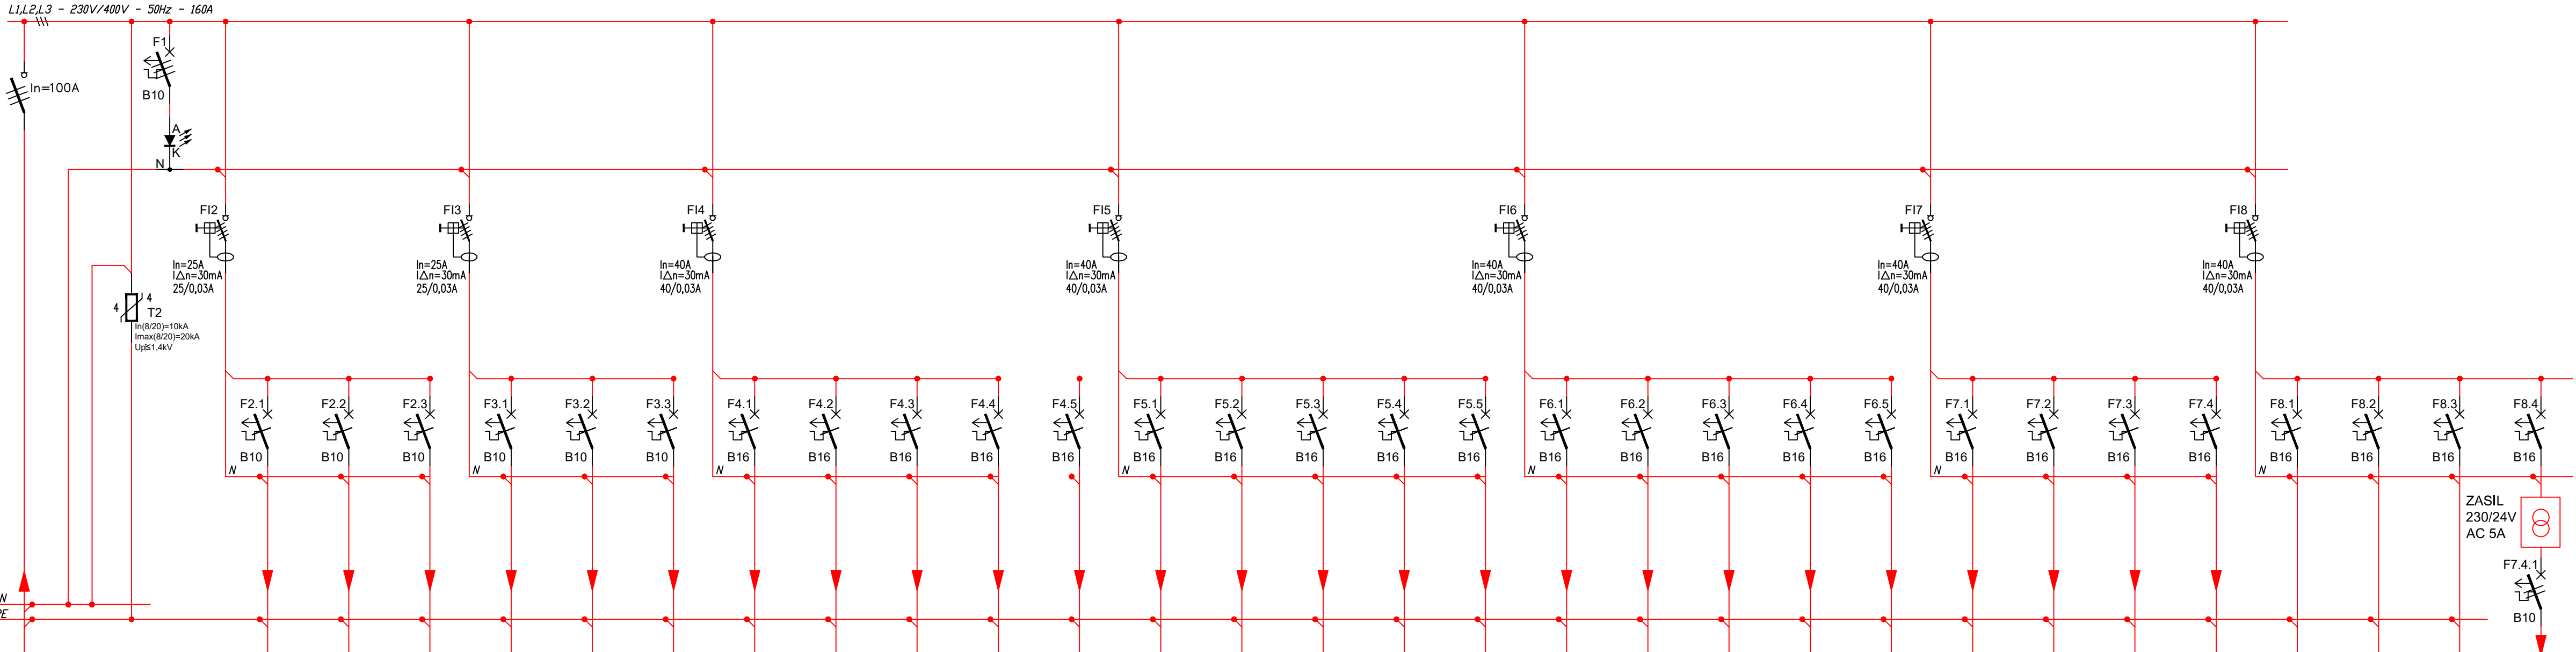 L1,L2,L3 - 230V/400V - 50Hz - 160A
In=100A
F1
B10
A
K
N
FI2
In=25A
I△n=30mA
25/0,03A
FI3
In=25A
I△n=30mA
25/0,03A
FI4
In=40A
I△n=30mA
40/0,03A
FI5
In=40A
I△n=30mA
40/0,03A
FI6
In=40A
I△n=30mA
40/0,03A
FI7
In=40A
I△n=30mA
40/0,03A
FI8
In=40A
I△n=30mA
40/0,03A
4
4
T2
In(8/20)=10kA
Imax(8/20)=20kA
Up≤1,4kV
F2.1
B10
F2.2
B10
F2.3
B10
N
F3.1
B10
F3.2
B10
F3.3
B10
N
F4.1
B16
F4.2
B16
F4.3
B16
F4.4
B16
F4.5
B16
N
F5.1
B16
F5.2
B16
F5.3
B16
F5.4
B16
F5.5
B16
N
F6.1
B16
F6.2
B16
F6.3
B16
F6.4
B16
F6.5
B16
N
F7.1
B16
F7.2
B16
F7.3
B16
F7.4
B16
N
F8.1
B16
F8.2
B16
F8.3
B16
F8.4
B16
N
ZASIL
230/24V
AC 5A
F7.4.1
B10
N
PE